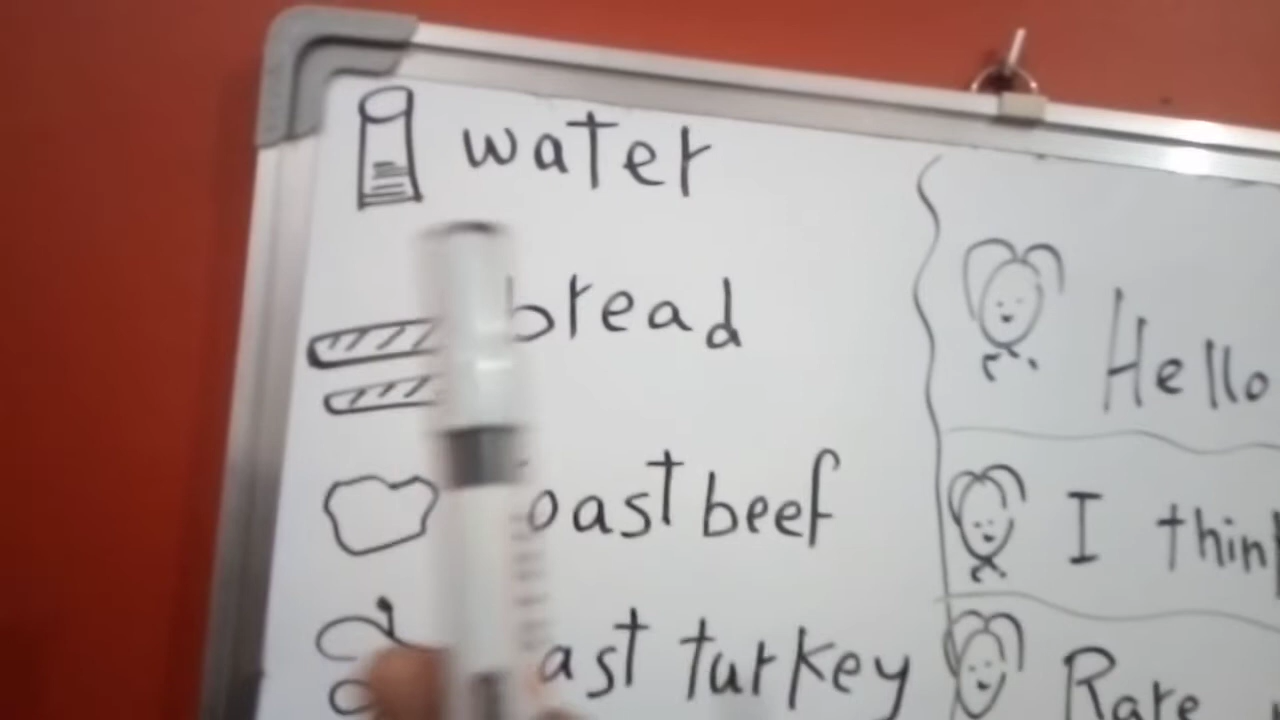 water
bread
oast beef
ast turkey
Hello
I thin
Rare